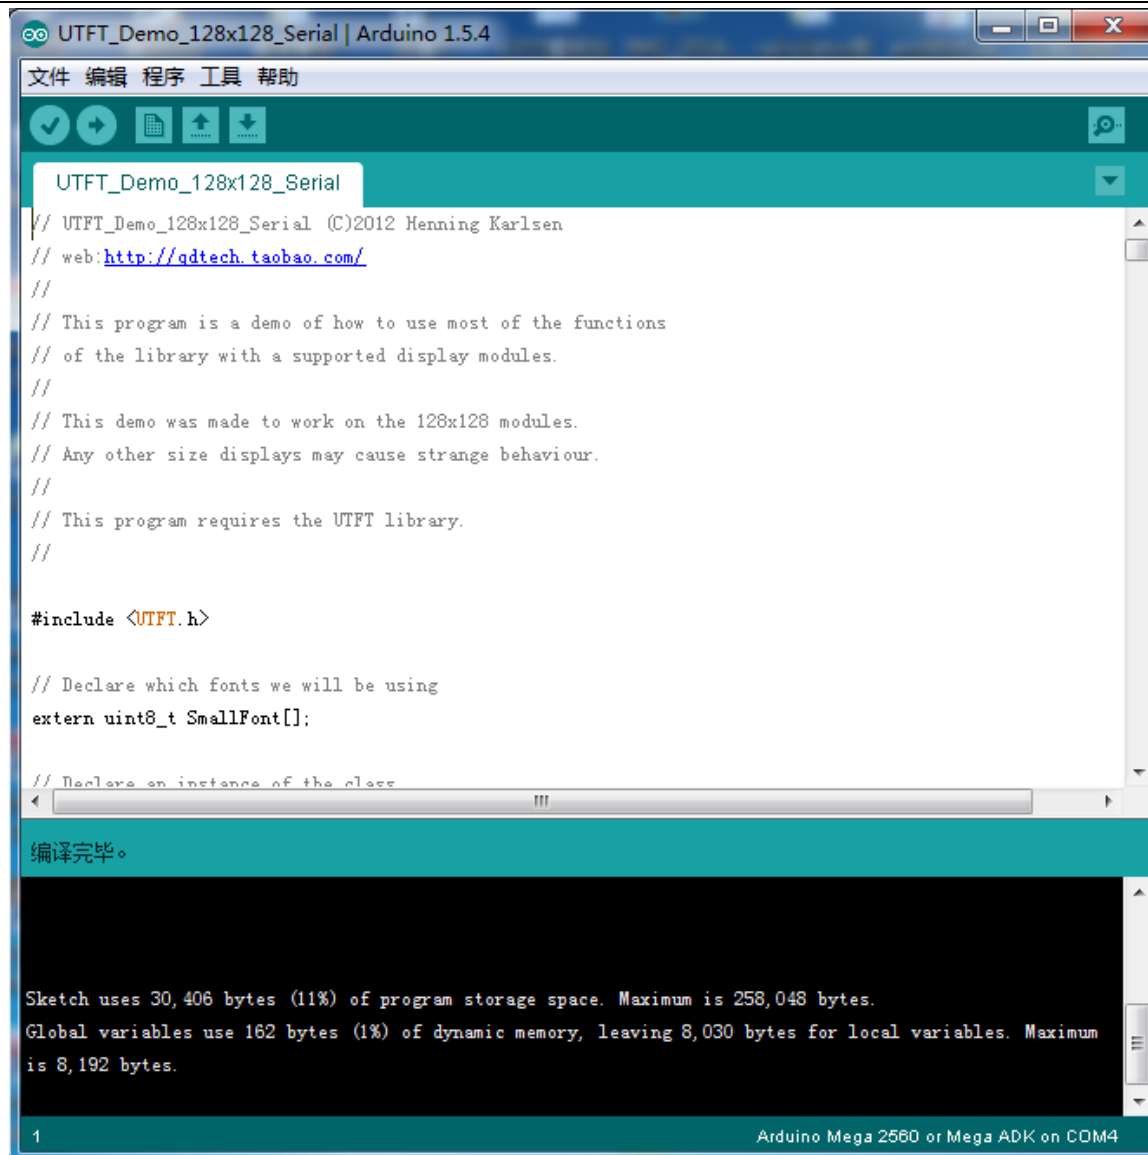 UTFT_Demo_128x128_Serial | Arduino 1.5.4
文件 编辑 程序 工具 帮助
UTFT_Demo_128x128_Serial
// UTFT_Demo_128x128_Serial (C)2012 Henning Karlsen
// web:http://qdtech.taobao.com/
//
// This program is a demo of how to use most of the functions
// of the library with a supported display modules.
//
// This demo was made to work on the 128x128 modules.
// Any other size displays may cause strange behaviour.
//
// This program requires the UTFT library.
//
#include <UTFT.h>
// Declare which fonts we will be using
extern uint8_t SmallFont[];
// Declare an instance of the class
编译完毕。
Sketch uses 30,406 bytes (11%) of program storage space. Maximum is 258,048 bytes.
Global variables use 162 bytes (1%) of dynamic memory, leaving 8,030 bytes for local variables. Maximum
is 8,192 bytes.
1 Arduino Mega 2560 or Mega ADK on COM4